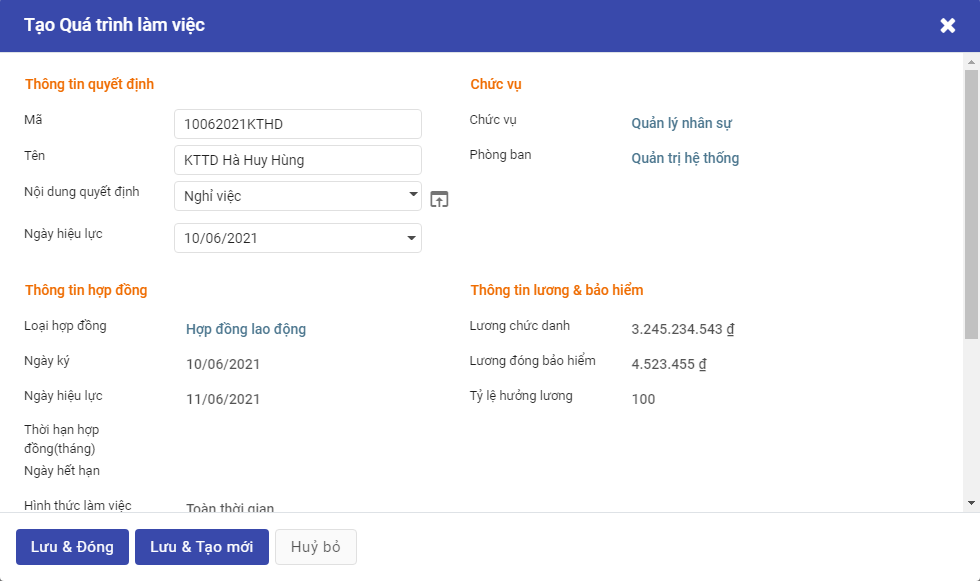 Tạo Quá trình làm việc
Thông tin quyết định
Mã
10062021KTHD
Tên
KTTD Hà Huy Hùng
Nội dung quyết định
Nghỉ việc
Ngày hiệu lực
10/06/2021
Chức vụ
Chức vụ
Quản lý nhân sự
Phòng ban
Quản trị hệ thống
Thông tin hợp đồng
Loại hợp đồng
Hợp đồng lao động
Ngày ký
10/06/2021
Ngày hiệu lực
11/06/2021
Thời hạn hợp
đồng(tháng)
Ngày hết hạn
Hình thức làm việc
Toàn thời gian
Thông tin lương & bảo hiểm
Lương chức danh
3.245.234.543 ₫
Lương đóng bảo hiểm
4.523.455 ₫
Tỷ lệ hưởng lương
100
Lưu & Đóng
Lưu & Tạo mới
Huỷ bỏ